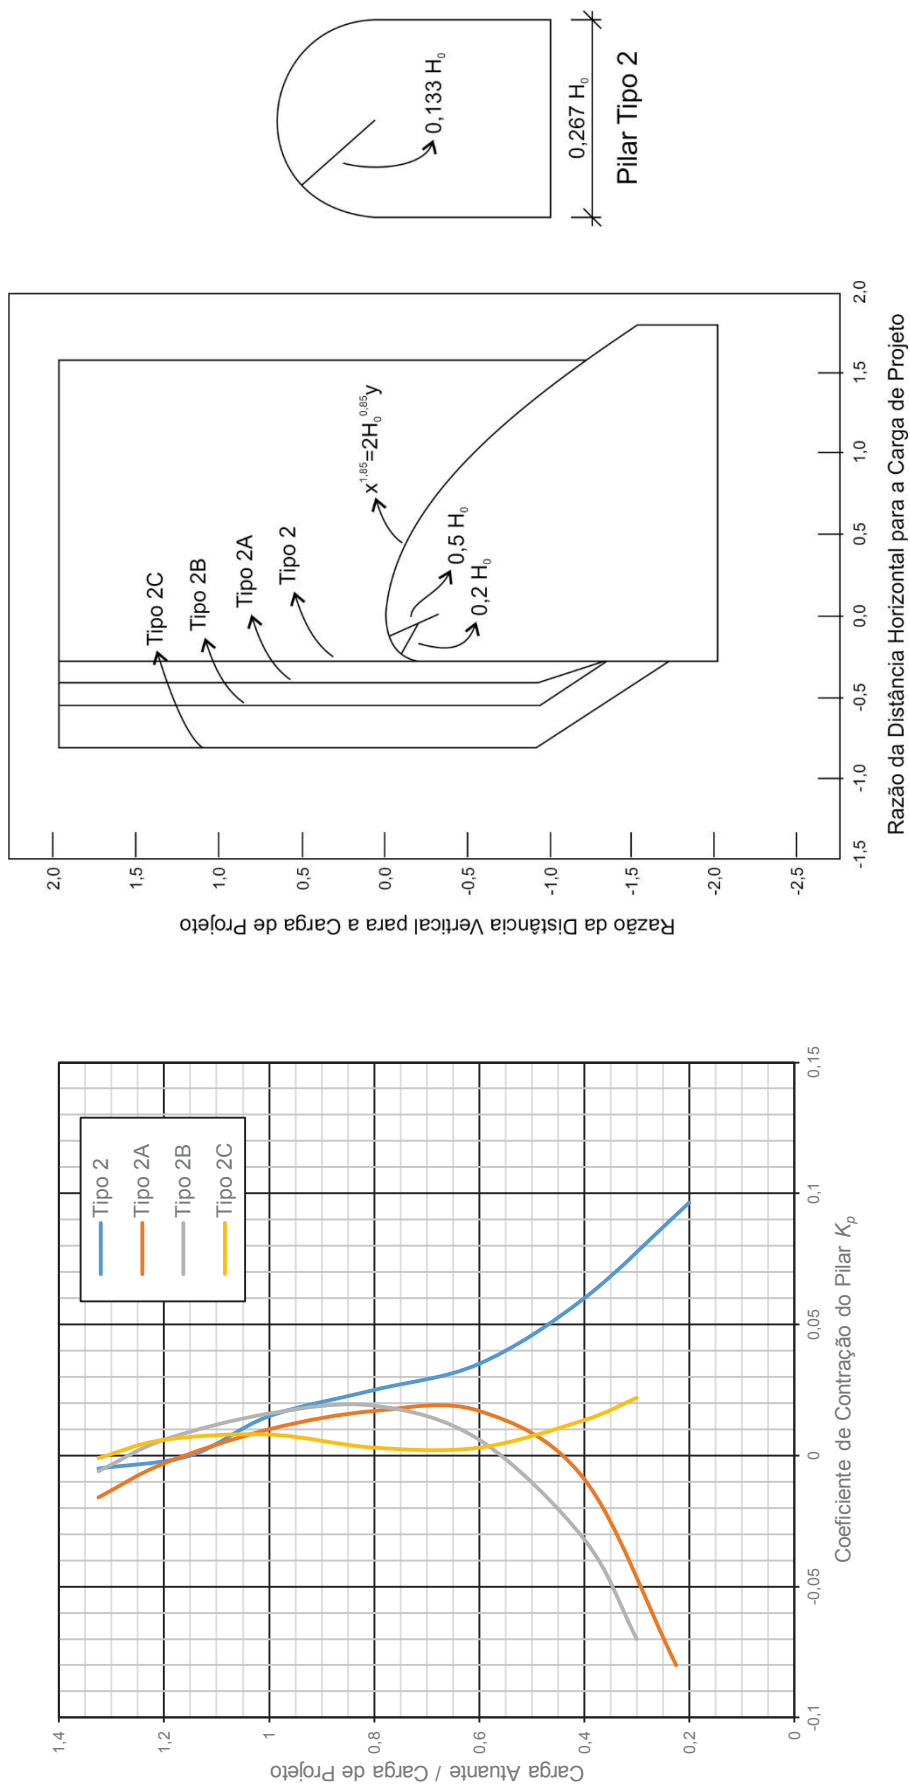 Carga Atuante / Carga de Projeto
1,4
1,2
1
0,8
0,6
0,4
0,2
0
-0,1
-0,05
0
0,05
0,1
0,15
Coeficiente de Contração do Pilar Kₚ
Tipo 2
Tipo 2A
Tipo 2B
Tipo 2C
Razão da Distância Vertical para a Carga de Projeto
2,0
1,5
1,0
0,5
0,0
-0,5
-1,0
-1,5
-2,0
-2,5
-1,5
-1,0
-0,5
0,0
0,5
1,0
1,5
2,0
Razão da Distância Horizontal para a Carga de Projeto
Tipo 2C
Tipo 2B
Tipo 2A
Tipo 2
x¹·⁸⁵=2H₀⁰·⁸⁵y
0,5 H₀
0,2 H₀
0,133 H₀
0,267 H₀
Pilar Tipo 2